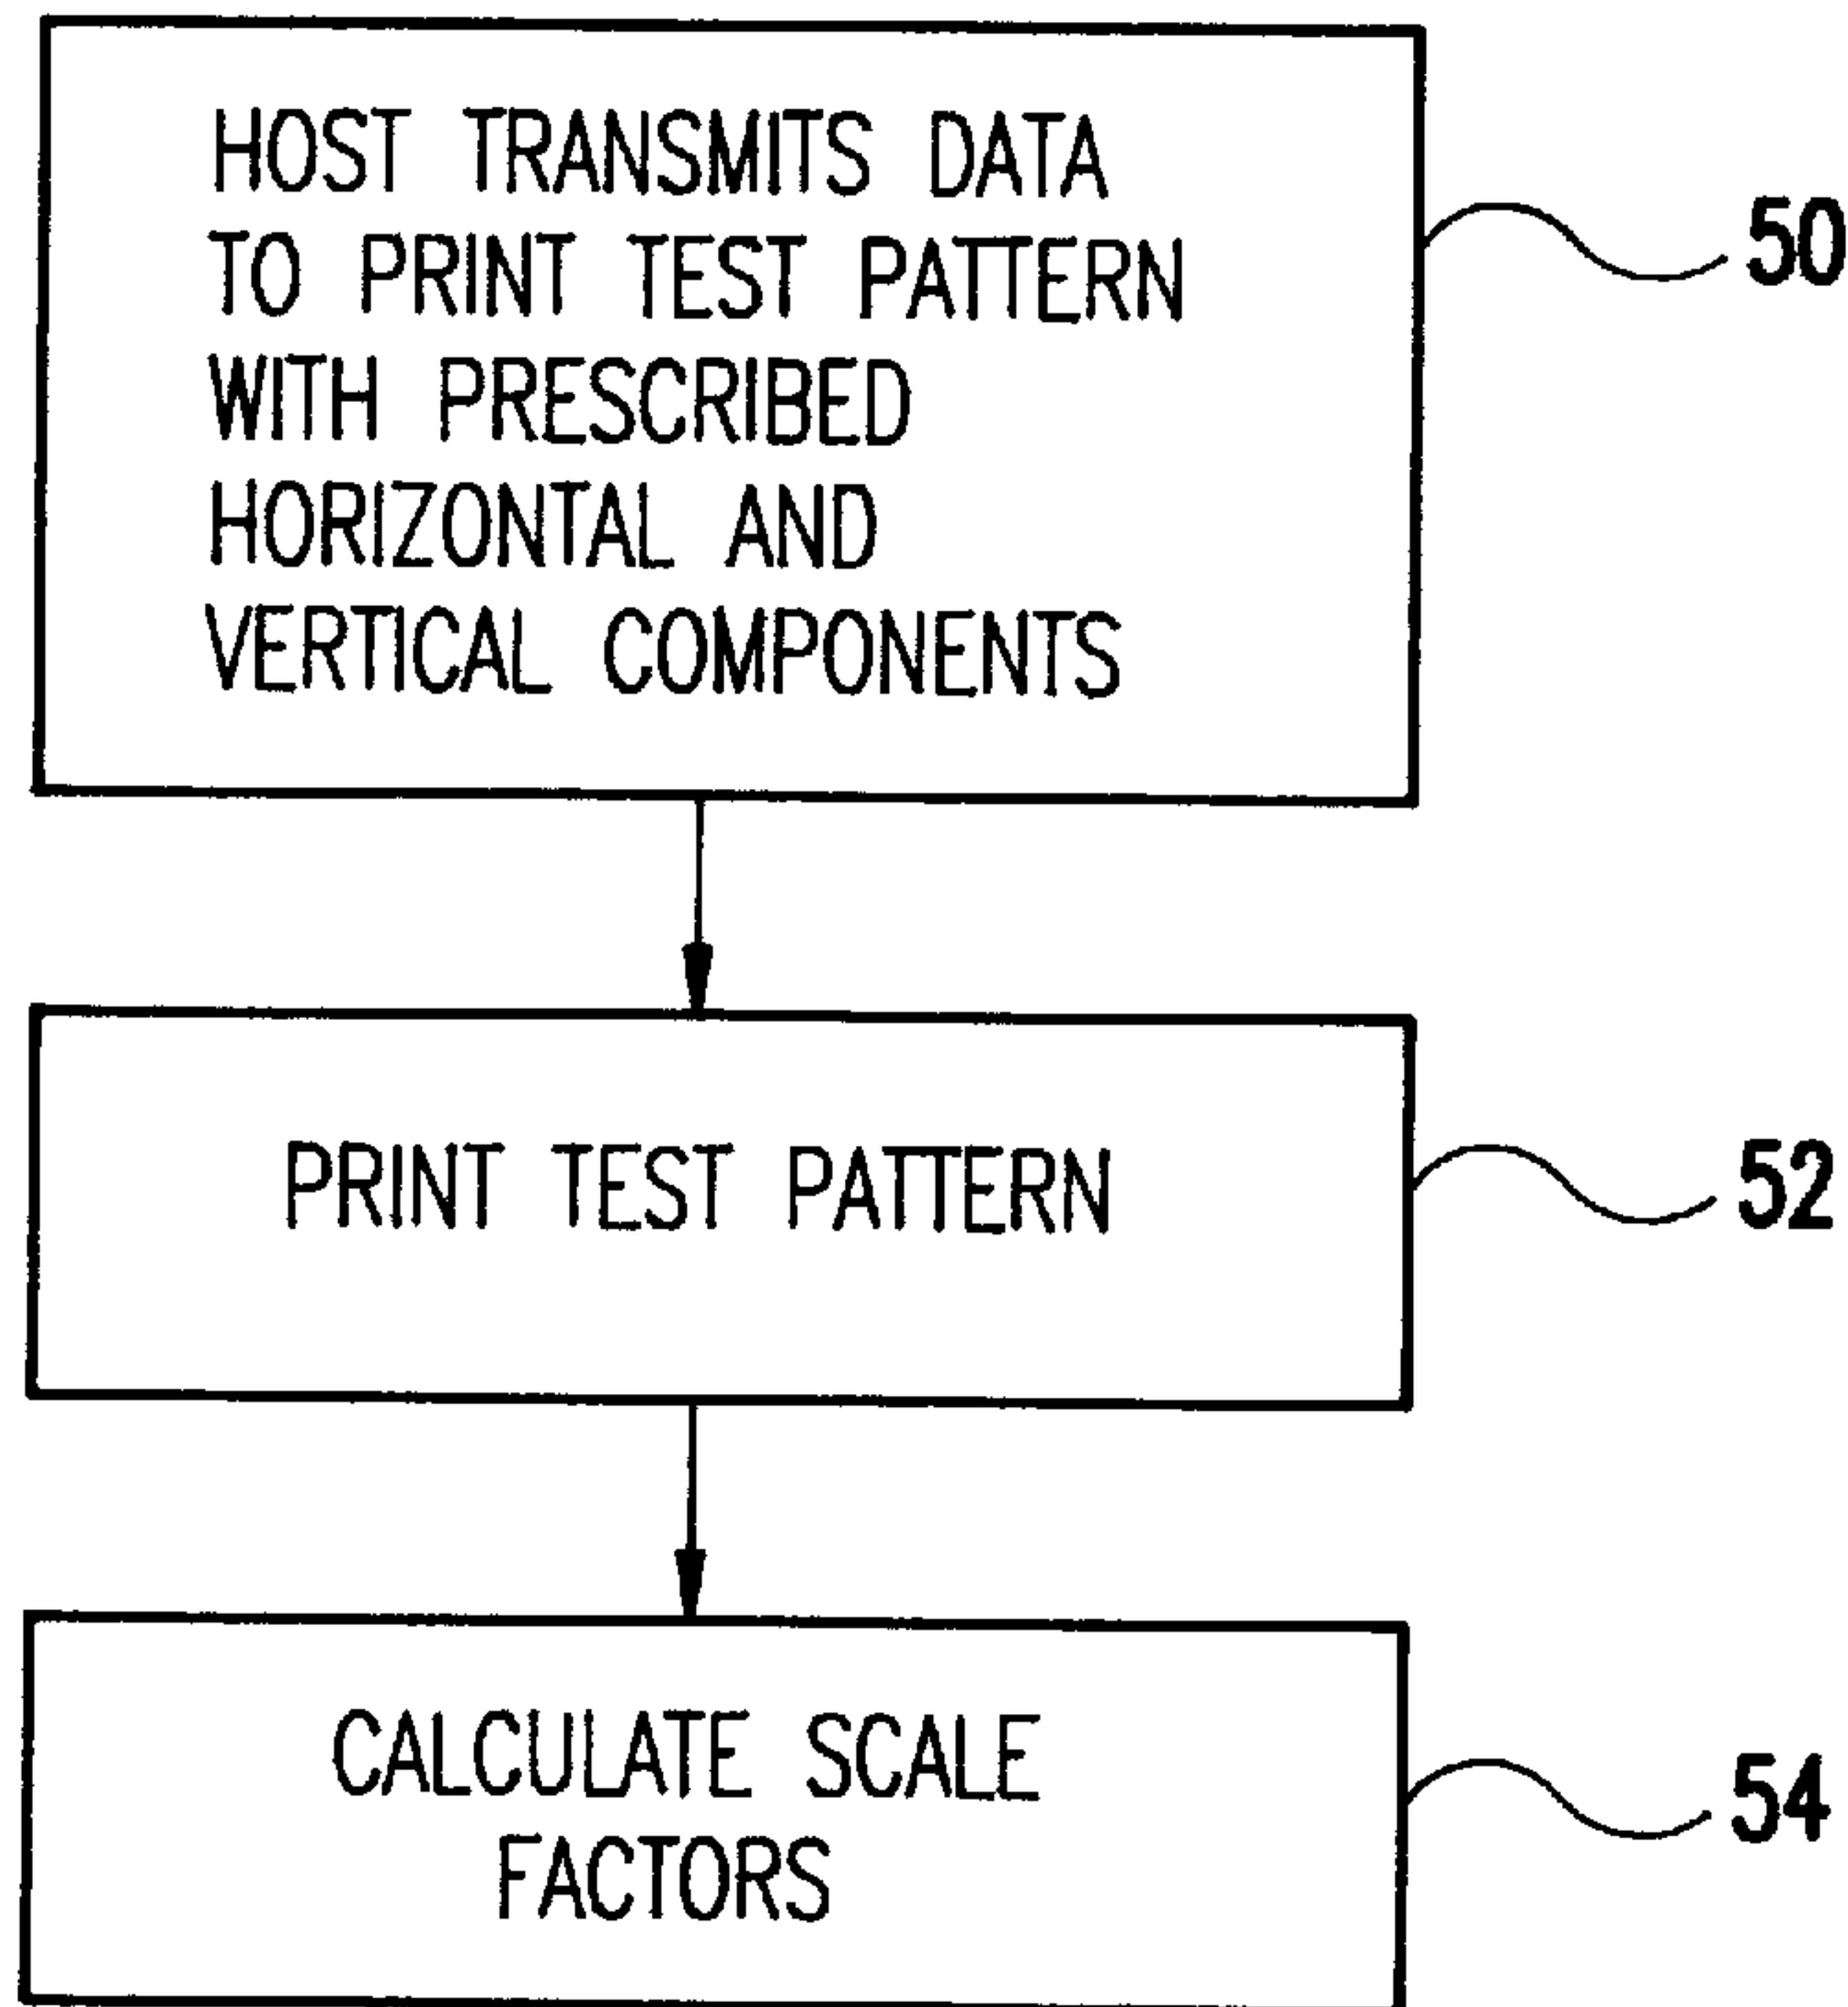 HOST TRANSMITS DATA
TO PRINT TEST PATTERN
WITH PRESCRIBED
HORIZONTAL AND
VERTICAL COMPONENTS
50
PRINT TEST PATTERN
52
CALCULATE SCALE
FACTORS
54